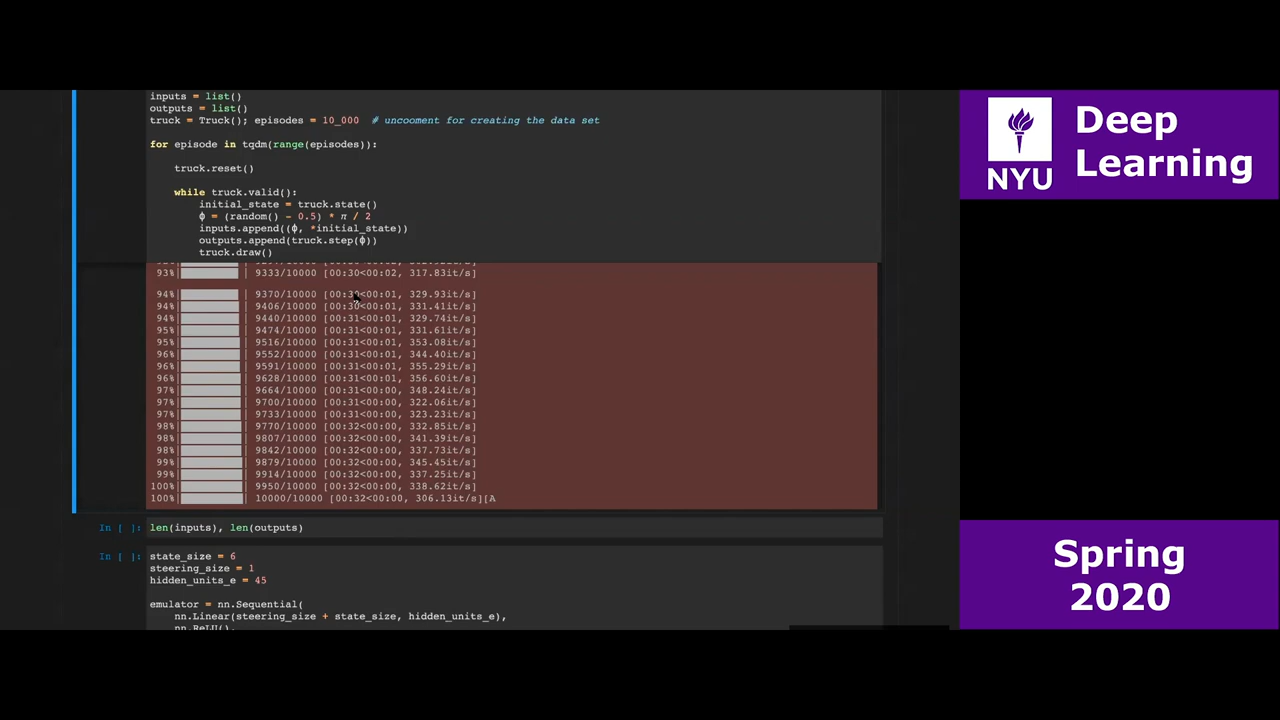 inputs = list()
outputs = list()
truck = Truck(); episodes = 10_000 # uncooment for creating the data set
for episode in tqdm(range(episodes)):
truck.reset()
while truck.valid():
initial_state = truck.state()
ϕ = (random() - 0.5) * π / 2
inputs.append((ϕ, *initial_state))
outputs.append(truck.step(ϕ))
truck.draw()
93%| | 9333/10000 [00:30<00:02, 317.83it/s]
94%| | 9370/10000 [00:30<00:01, 329.93it/s]
94%| | 9406/10000 [00:30<00:01, 331.41it/s]
94%| | 9440/10000 [00:31<00:01, 329.74it/s]
95%| | 9474/10000 [00:31<00:01, 331.61it/s]
95%| | 9516/10000 [00:31<00:01, 353.08it/s]
96%| | 9552/10000 [00:31<00:01, 344.40it/s]
96%| | 9591/10000 [00:31<00:01, 355.29it/s]
96%| | 9628/10000 [00:31<00:01, 356.60it/s]
97%| | 9664/10000 [00:31<00:00, 348.24it/s]
97%| | 9700/10000 [00:31<00:00, 322.06it/s]
97%| | 9733/10000 [00:31<00:00, 323.23it/s]
98%| | 9770/10000 [00:32<00:00, 332.85it/s]
98%| | 9807/10000 [00:32<00:00, 341.39it/s]
98%| | 9842/10000 [00:32<00:00, 337.73it/s]
99%| | 9879/10000 [00:32<00:00, 345.45it/s]
99%| | 9914/10000 [00:32<00:00, 337.25it/s]
100%| | 9950/10000 [00:32<00:00, 338.62it/s]
100%| | 10000/10000 [00:32<00:00, 306.13it/s][A
In [ ]: len(inputs), len(outputs)
In [ ]: state_size = 6
steering_size = 1
hidden_units_e = 45
emulator = nn.Sequential(
nn.Linear(steering_size + state_size, hidden_units_e),
nn.ReLU(),
NYU
Deep
Learning
Spring
2020